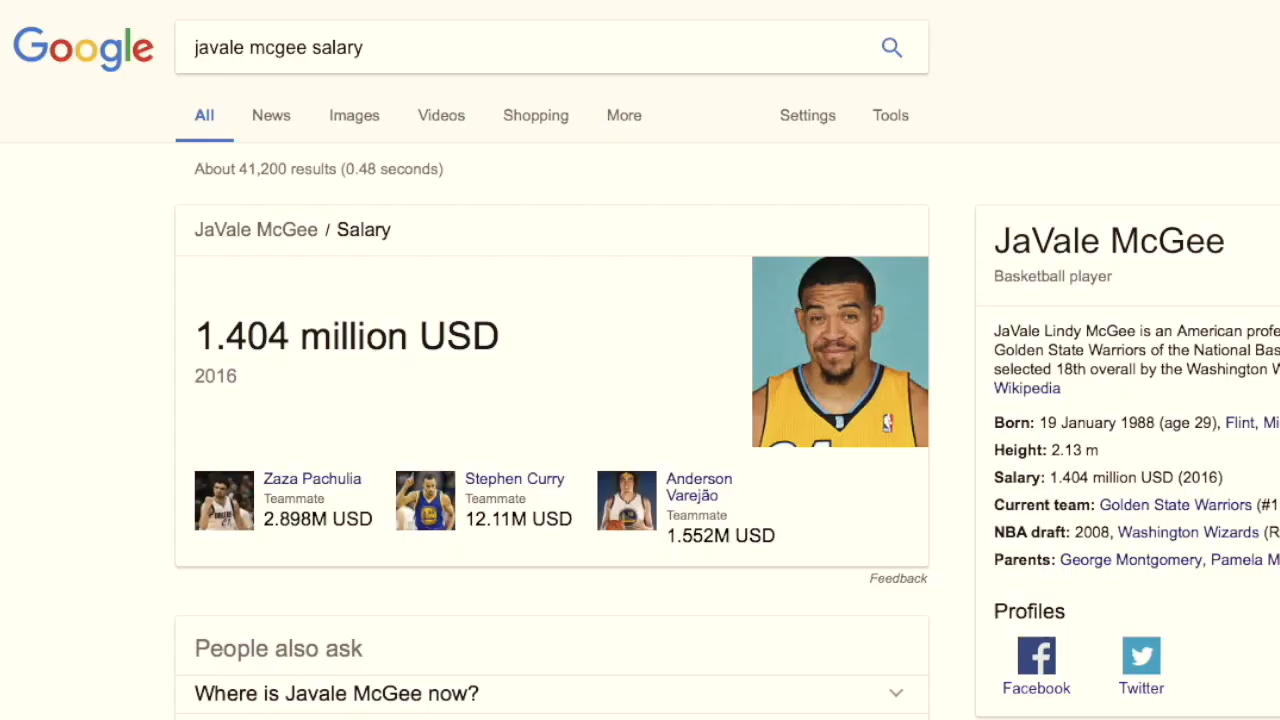 Google
javale mcgee salary
All News Images Videos Shopping More Settings Tools
About 41,200 results (0.48 seconds)
JaVale McGee / Salary
1.404 million USD
2016
Zaza Pachulia
Teammate
2.898M USD
Stephen Curry
Teammate
12.11M USD
Anderson
Varejão
Teammate
1.552M USD
Feedback
People also ask
Where is Javale McGee now?
JaVale McGee
Basketball player
JaVale Lindy McGee is an American profe
Golden State Warriors of the National Bas
selected 18th overall by the Washington W
Wikipedia
Born: 19 January 1988 (age 29), Flint, Mi
Height: 2.13 m
Salary: 1.404 million USD (2016)
Current team: Golden State Warriors (#1
NBA draft: 2008, Washington Wizards (R
Parents: George Montgomery, Pamela M
Profiles
Facebook
Twitter